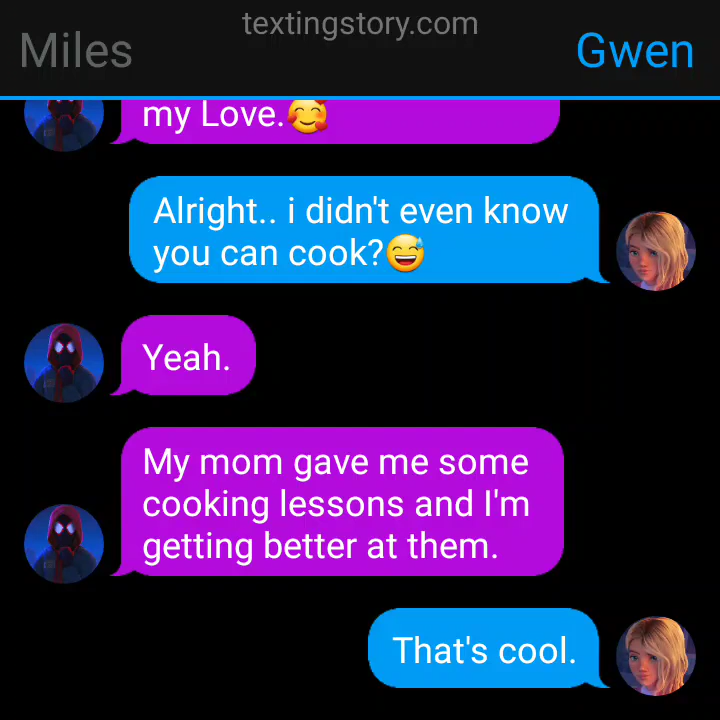 textingstory.com
Miles
Gwen
my Love.🥰
Alright.. i didn't even know
you can cook?😅
Yeah.
My mom gave me some
cooking lessons and I'm
getting better at them.
That's cool.